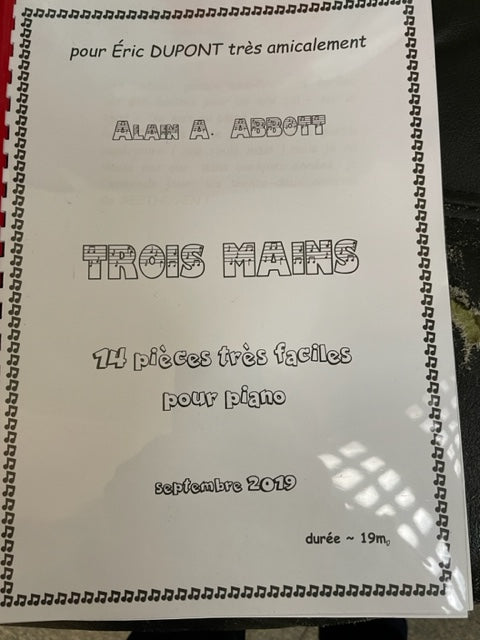 pour Éric DUPONT très amicalement
ALAIN A. ABBOTT
TROIS MAINS
14 pièces très faciles
pour piano
septembre 2019
durée ~ 19m.